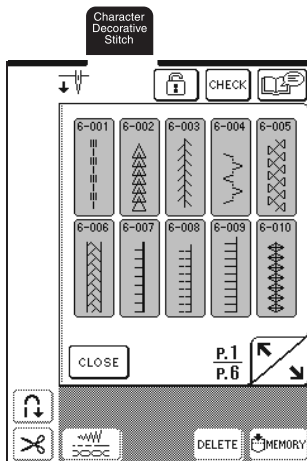 Character
Decorative
Stitch
CHECK
6-001 6-002 6-003 6-004 6-005
6-006 6-007 6-008 6-009 6-010
CLOSE
P.1
P.6
DELETE
MEMORY